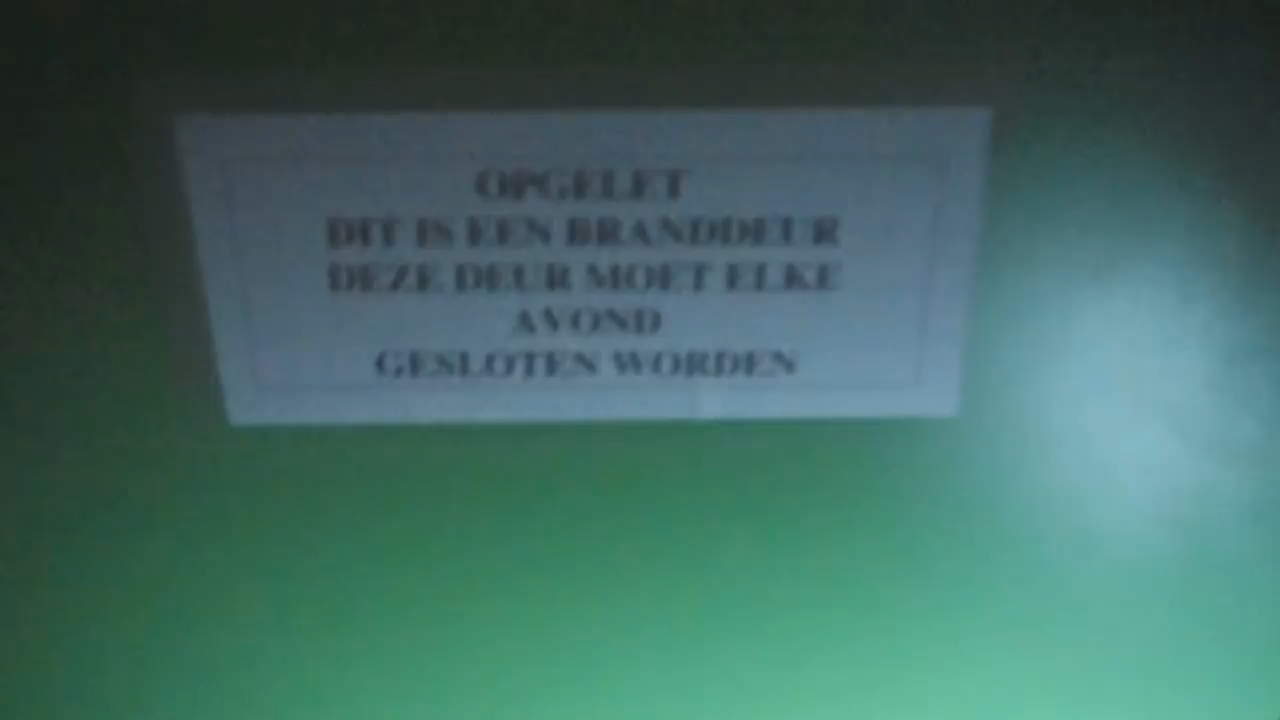 OPGELET
DIT IS EEN BRANDDEUR
DEZE DEUR MOET ELKE
AVOND
GESLOTEN WORDEN